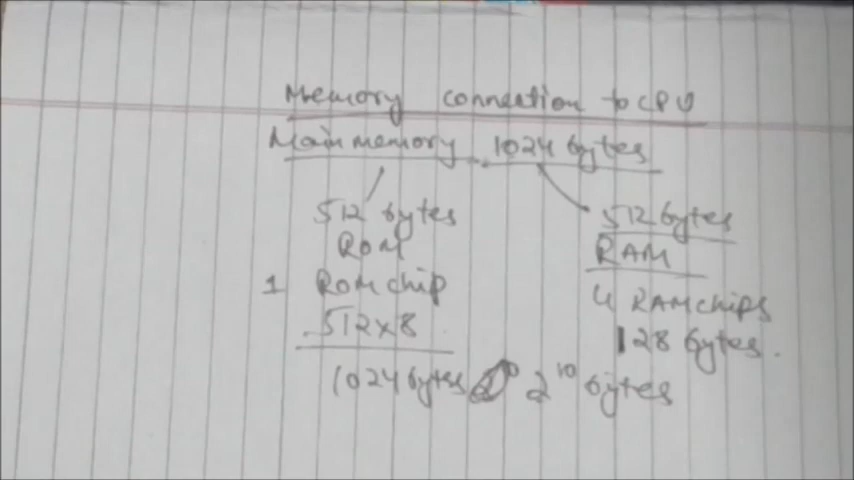 Memory connection to CPU
Main memory 1024 bytes
512 bytes
ROM
1 ROM chip
512x8
512 bytes
RAM
4 RAM chips
128 bytes.
1024 bytes 2^10 bytes